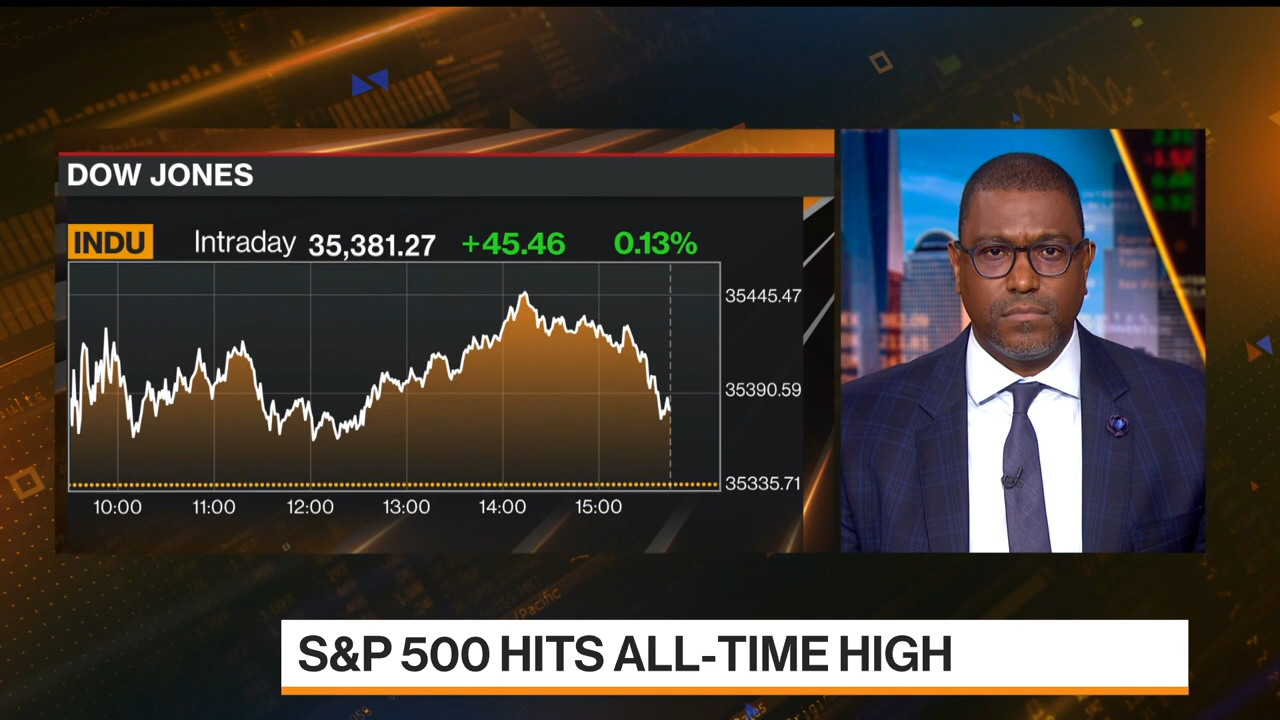 DOW JONES
INDU Intraday 35,381.27 +45.46 0.13%
35445.47
35390.59
35335.71
10:00 11:00 12:00 13:00 14:00 15:00
/Pacific
S&P 500 HITS ALL-TIME HIGH